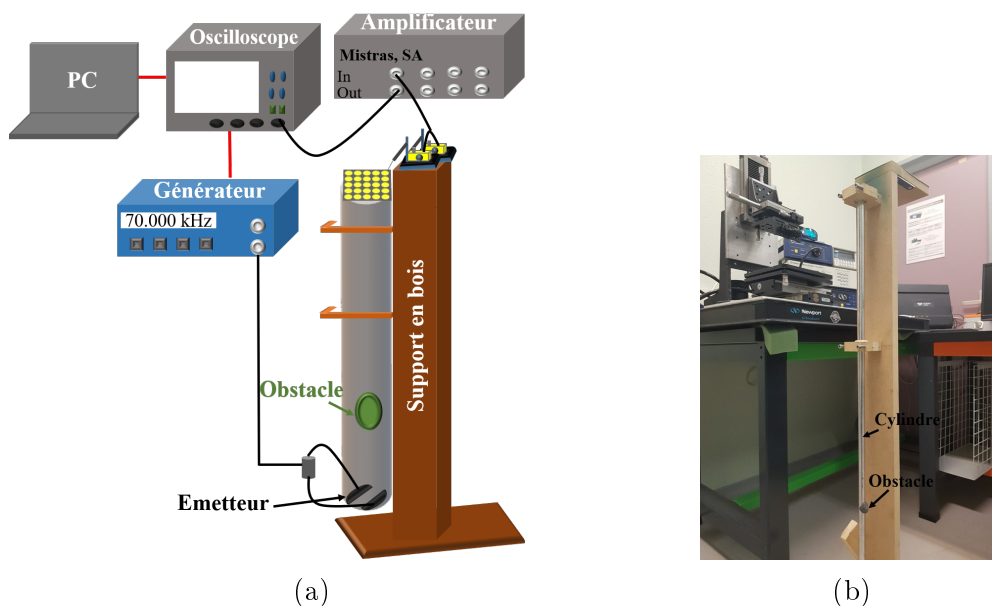 Amplificateur
Oscilloscope
Mistras, SA
In
Out
PC
Générateur
70.000 kHz
Support en bois
Obstacle
Emetteur
(a)
Newport
Cylindre
Obstacle
(b)